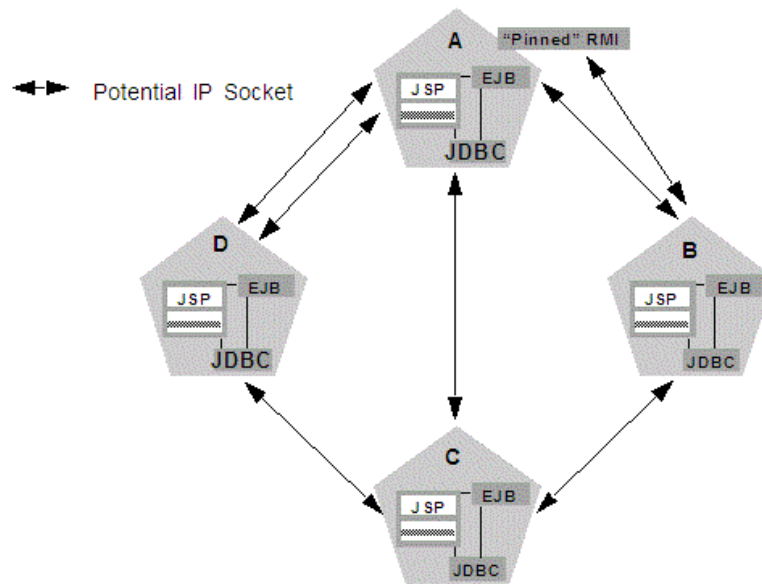 A
"Pinned" RMI
Potential IP Socket
JSP
EJB
JDBC
D
JSP
EJB
JDBC
B
JSP
EJB
JDBC
C
JSP
EJB
JDBC